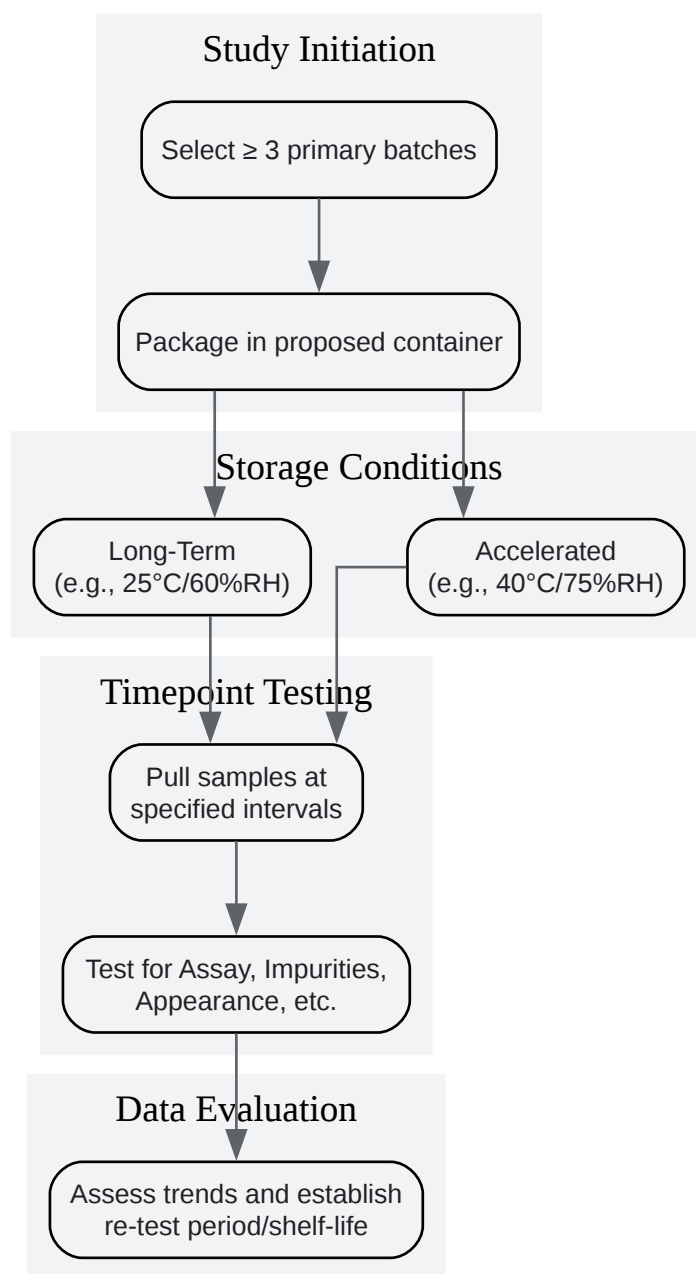 Study Initiation
Select ≥ 3 primary batches
Package in proposed container
Storage Conditions
Long-Term
(e.g., 25°C/60%RH)
Accelerated
(e.g., 40°C/75%RH)
Timepoint Testing
Pull samples at
specified intervals
Test for Assay, Impurities,
Appearance, etc.
Data Evaluation
Assess trends and establish
re-test period/shelf-life